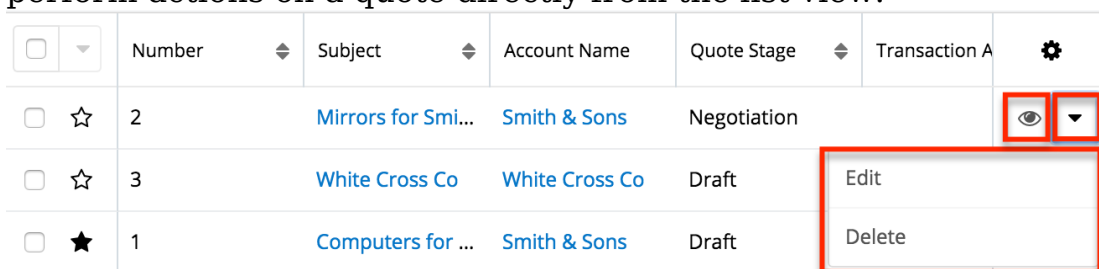 perform actions on a quote directly from the list view.
Number Subject Account Name Quote Stage Transaction A
2 Mirrors for Smi... Smith & Sons Negotiation
3 White Cross Co White Cross Co Draft Edit
1 Computers for ... Smith & Sons Draft Delete